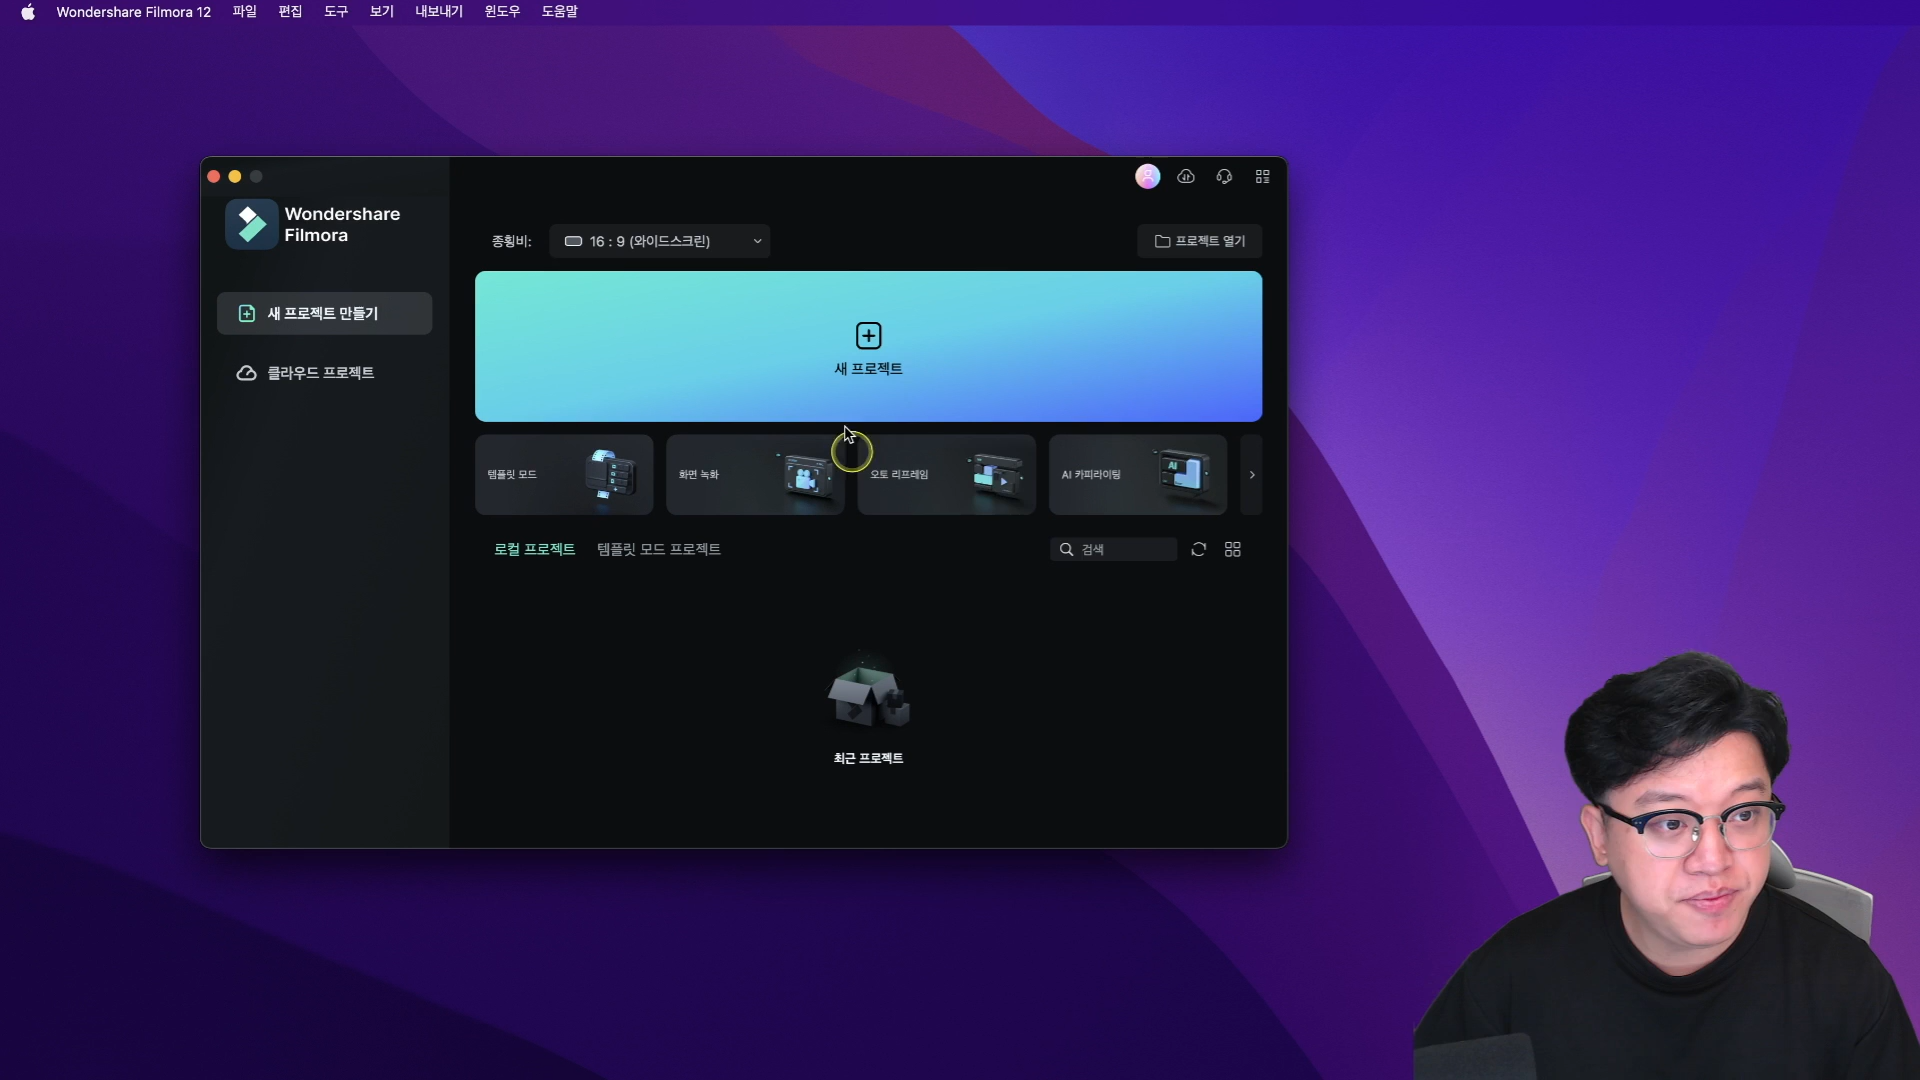 Wondershare Filmora 12 파일 편집 도구 보기 내보내기 윈도우 도움말
Wondershare
Filmora
종횡비: 16 : 9 (와이드스크린) 프로젝트 열기
새 프로젝트 만들기
클라우드 프로젝트
새 프로젝트
템플릿 모드 화면 녹화 오토 리프레임 AI 카피라이팅
AI
로컬 프로젝트 템플릿 모드 프로젝트 검색
최근 프로젝트